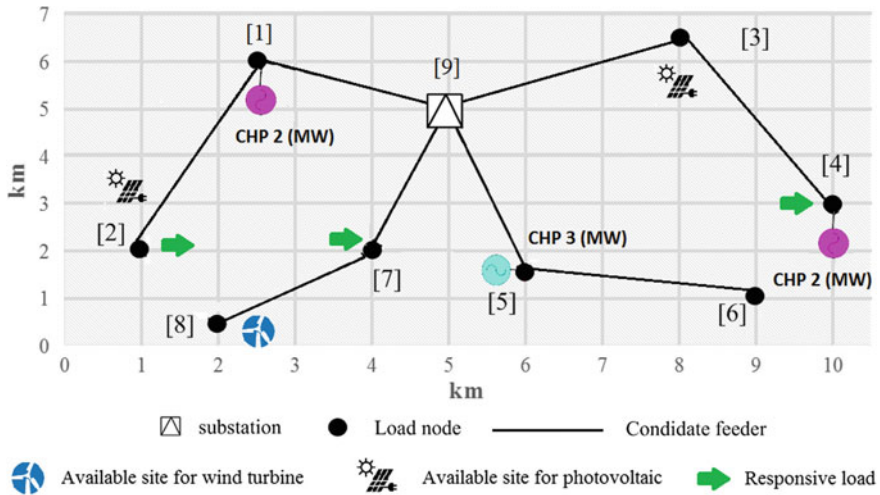 7
[1]
[3]
6
[9]
5
CHP 2 (MW)
4
[4]
km
3
CHP 3 (MW)
[2]
2
[7]
CHP 2 (MW)
[5]
1
[8]
[6]
0
0 1 2 3 4 5 6 7 8 9 10
km
substation
Load node
Condidate feeder
Available site for wind turbine
Available site for photovoltaic
Responsive load